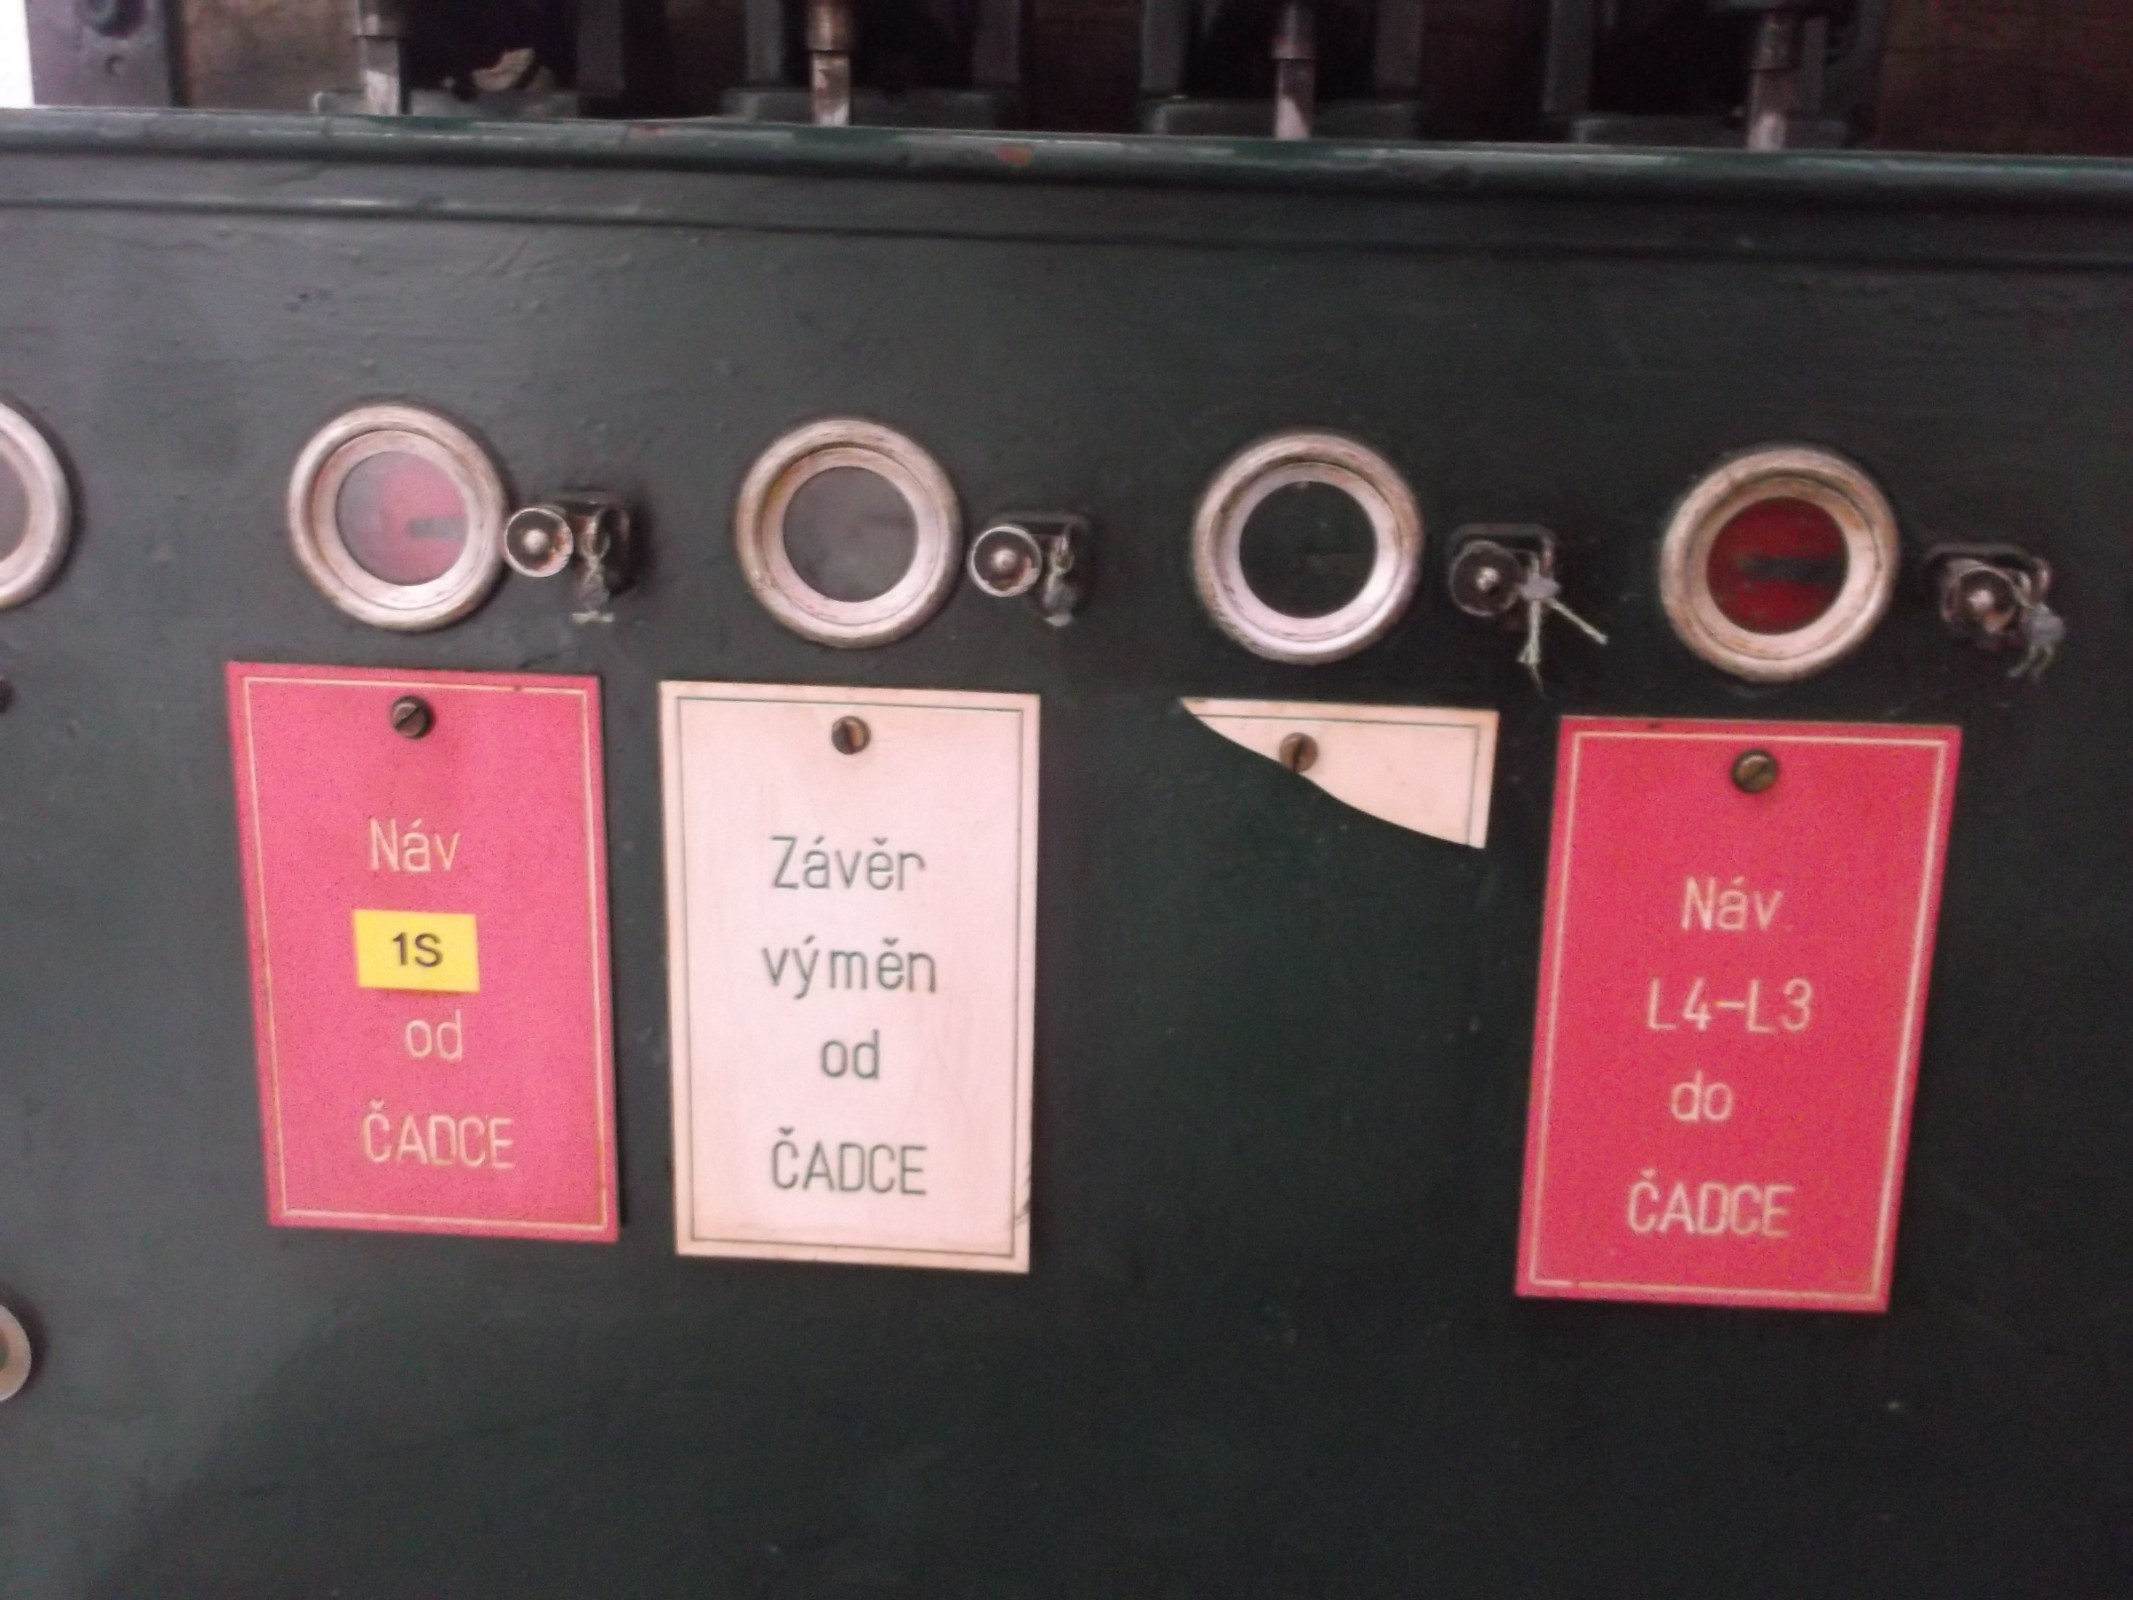 Náv
1S
od
ČADCE
Závěr
výměn
od
ČADCE
Náv.
L4-L3
do
ČADCE